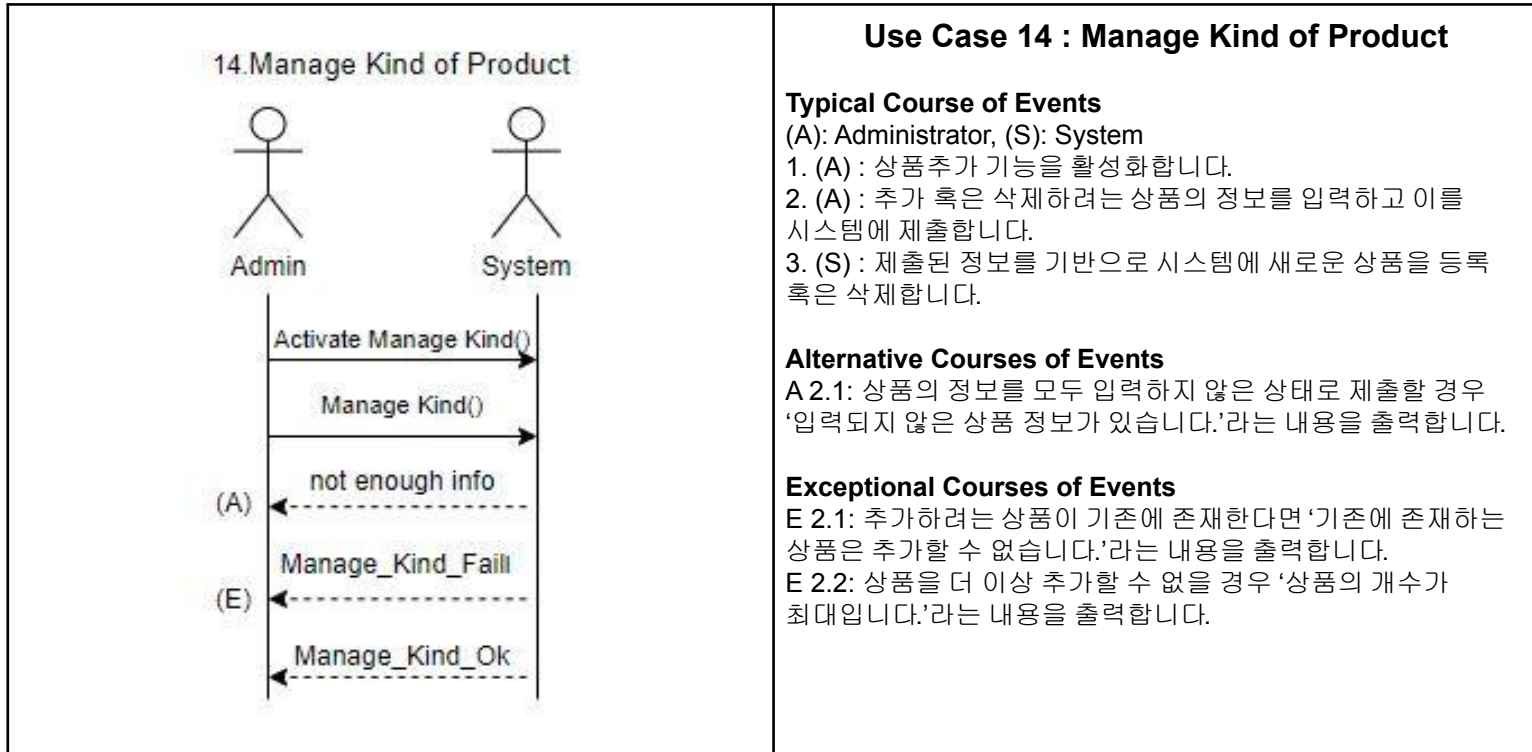 14.Manage Kind of Product
Admin
System
Activate Manage Kind()
Manage Kind()
not enough info
(A)
Manage_Kind_Faill
(E)
Manage_Kind_Ok
Use Case 14 : Manage Kind of Product
Typical Course of Events
(A): Administrator, (S): System
1. (A) : 상품추가 기능을 활성화합니다.
2. (A) : 추가 혹은 삭제하려는 상품의 정보를 입력하고 이를
시스템에 제출합니다.
3. (S) : 제출된 정보를 기반으로 시스템에 새로운 상품을 등록
혹은 삭제합니다.
Alternative Courses of Events
A 2.1: 상품의 정보를 모두 입력하지 않은 상태로 제출할 경우
‘입력되지 않은 상품 정보가 있습니다.’라는 내용을 출력합니다.
Exceptional Courses of Events
E 2.1: 추가하려는 상품이 기존에 존재한다면 ‘기존에 존재하는
상품은 추가할 수 없습니다.’라는 내용을 출력합니다.
E 2.2: 상품을 더 이상 추가할 수 없을 경우 ‘상품의 개수가
최대입니다.’라는 내용을 출력합니다.